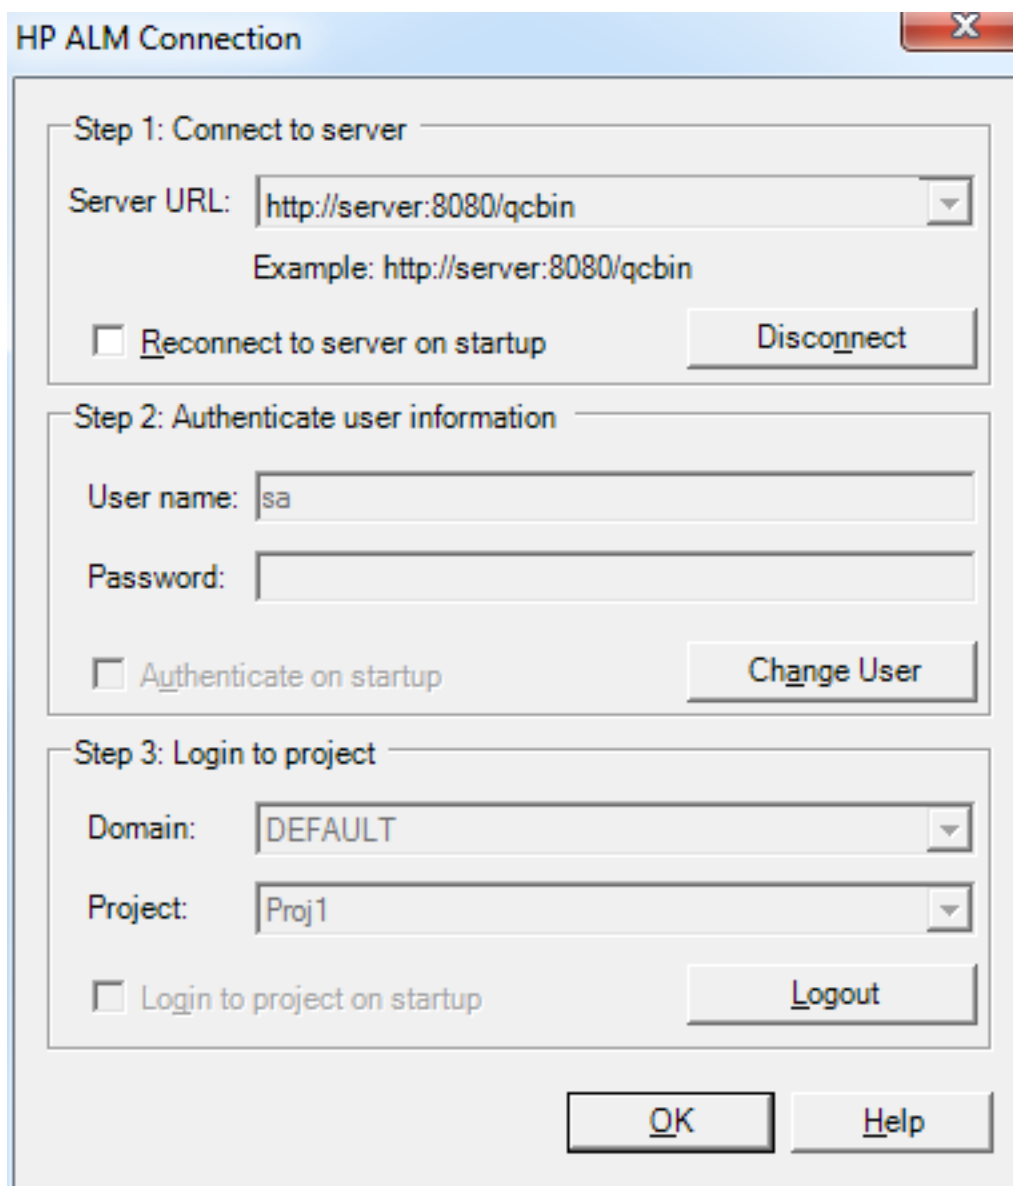 HP ALM Connection
Step 1: Connect to server
Server URL: http://server:8080/qcbin
Example: http://server:8080/qcbin
Reconnect to server on startup Disconnect
Step 2: Authenticate user information
User name: sa
Password:
Authenticate on startup Change User
Step 3: Login to project
Domain: DEFAULT
Project: Proj1
Login to project on startup Logout
OK Help